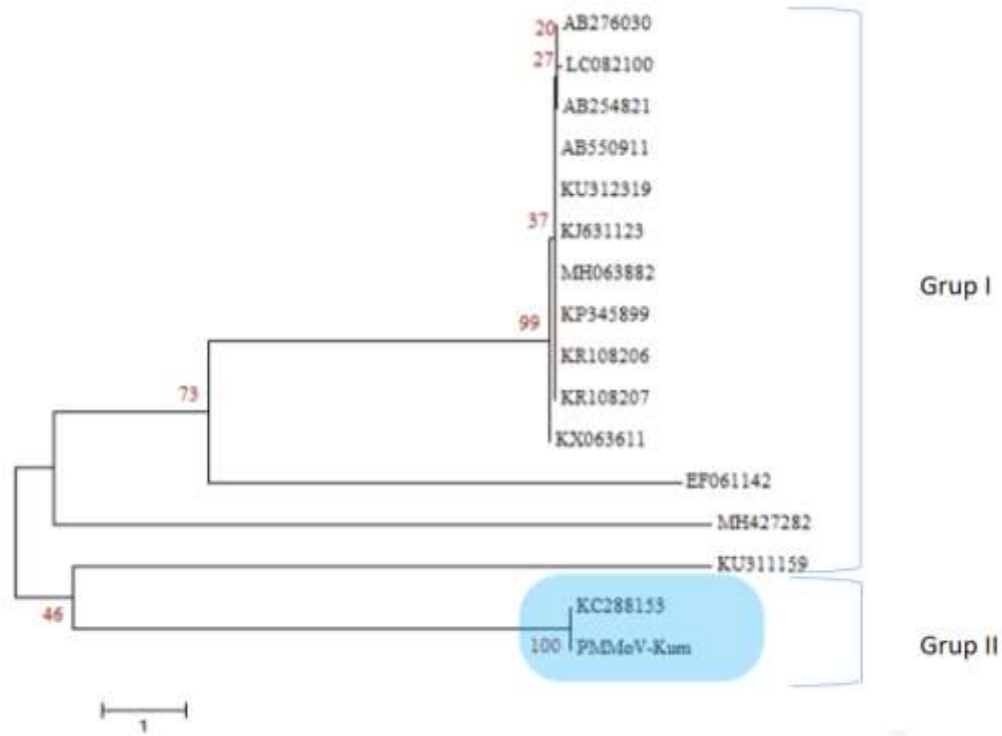 20
AB276030
27
LC082100
AB254821
AB550911
KU312319
37
KJ631123
MH063882
Grup I
KP345899
99
KR108206
73
KR108207
KX063611
EF061142
MH427282
KU311159
46
KC288153
100
PMMoV-Kum
Grup II
1